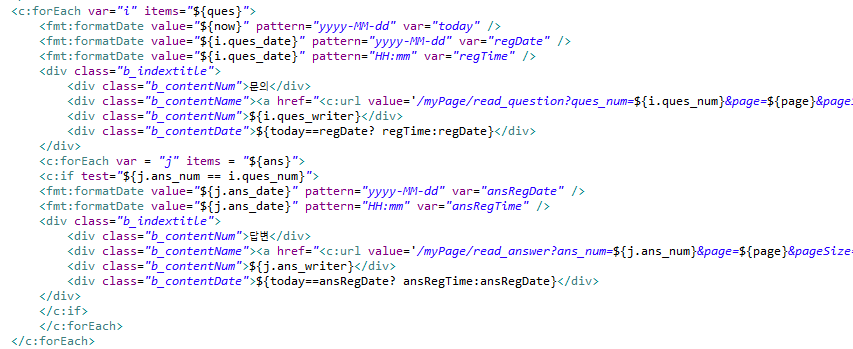 <c:forEach var="i" items="${ques}">
<fmt:formatDate value="${now}" pattern="yyyy-MM-dd" var="today" />
<fmt:formatDate value="${i.ques_date}" pattern="yyyy-MM-dd" var="regDate" />
<fmt:formatDate value="${i.ques_date}" pattern="HH:mm" var="regTime" />
<div class="b_indextitle">
<div class="b_contentNum">문의</div>
<div class="b_contentName"><a href="<c:url value='/myPage/read_question?ques_num=${i.ques_num}&page=${page}&page
<div class="b_contentNum">${i.ques_writer}</div>
<div class="b_contentDate">${today==regDate? regTime:regDate}</div>
</div>
<c:forEach var = "j" items = "${ans}">
<c:if test="${j.ans_num == i.ques_num}">
<fmt:formatDate value="${j.ans_date}" pattern="yyyy-MM-dd" var="ansRegDate" />
<fmt:formatDate value="${j.ans_date}" pattern="HH:mm" var="ansRegTime" />
<div class="b_indextitle">
<div class="b_contentNum">답변</div>
<div class="b_contentName"><a href="<c:url value='/myPage/read_answer?ans_num=${j.ans_num}&page=${page}&pageSize=
<div class="b_contentNum">${j.ans_writer}</div>
<div class="b_contentDate">${today==ansRegDate? ansRegTime:ansRegDate}</div>
</div>
</c:if>
</c:forEach>
</c:forEach>